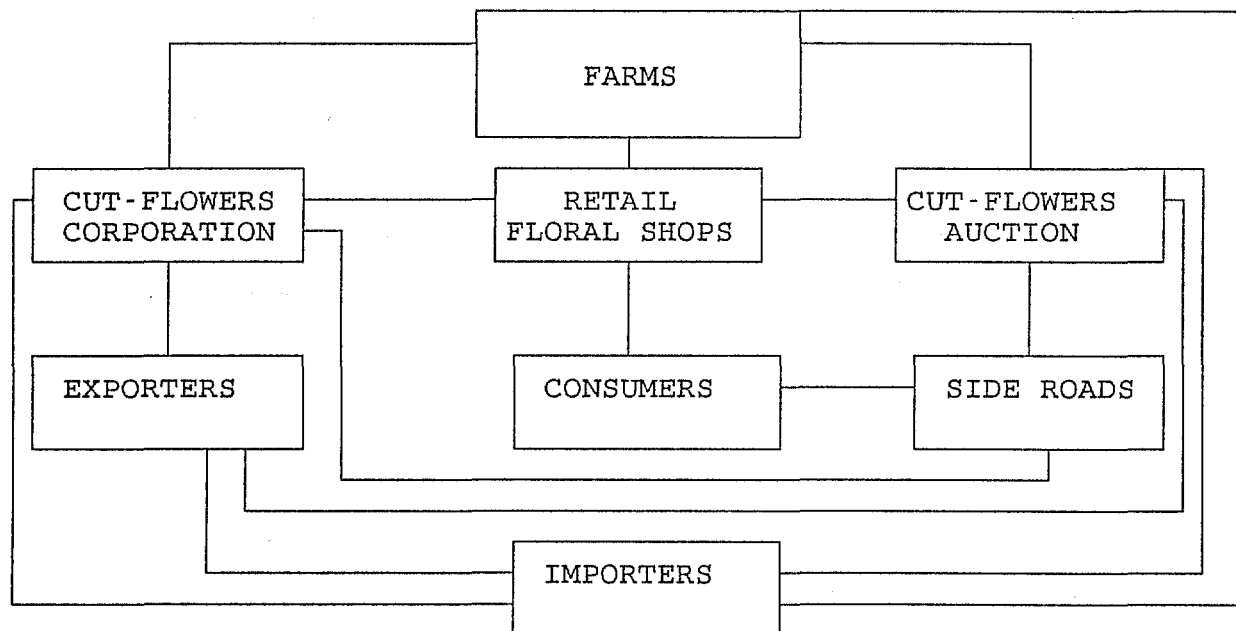 FARMS
CUT-FLOWERS
CORPORATION
RETAIL
FLORAL SHOPS
CUT-FLOWERS
AUCTION
EXPORTERS
CONSUMERS
SIDE ROADS
IMPORTERS